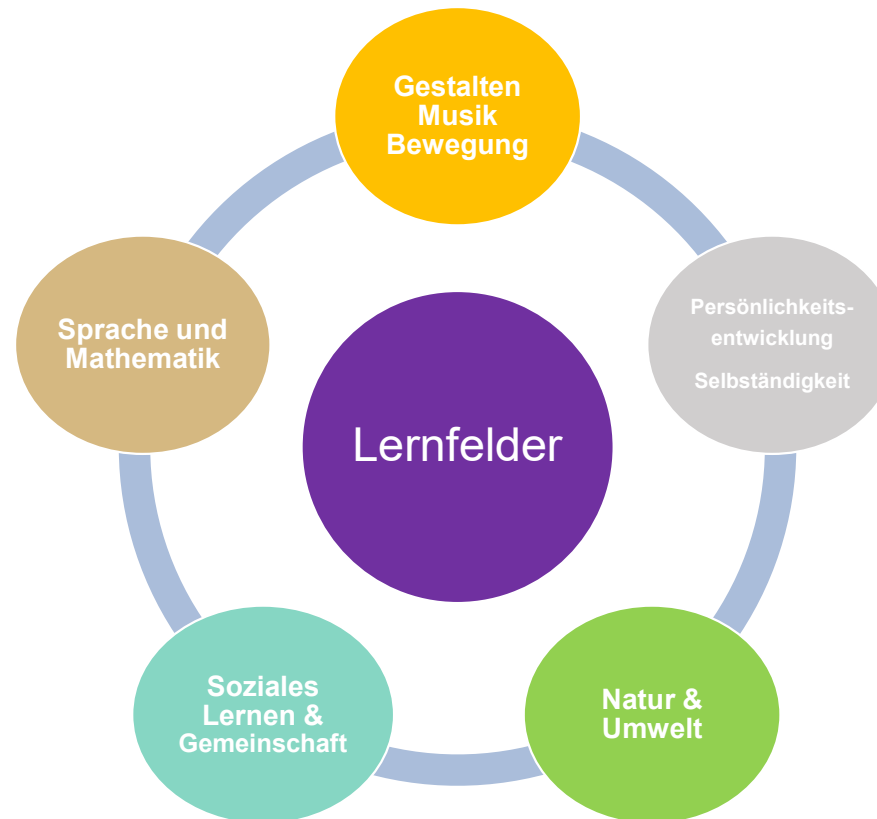 Gestalten
Musik
Bewegung
Persönlichkeits-
entwicklung
Selbständigkeit
Sprache und
Mathematik
Lernfelder
Soziales
Lernen &
Gemeinschaft
Natur &
Umwelt